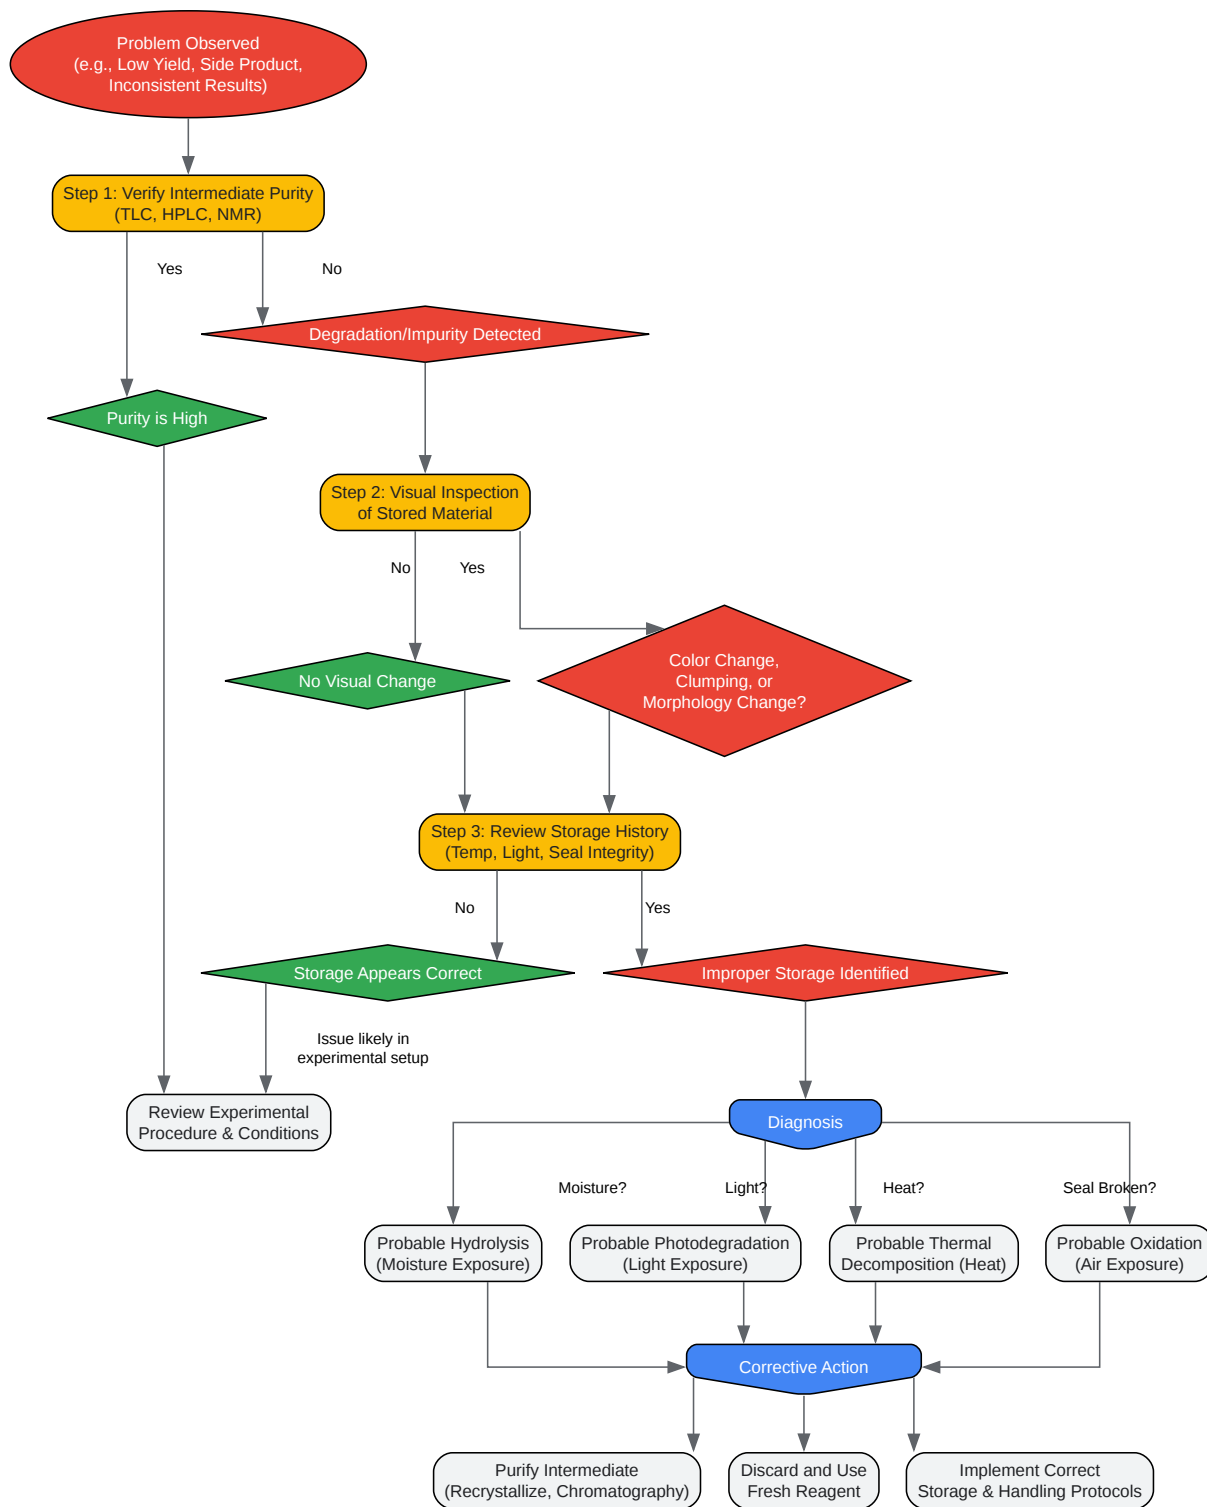 Problem Observed
(e.g., Low Yield, Side Product,
Inconsistent Results)
Step 1: Verify Intermediate Purity
(TLC, HPLC, NMR)
Yes
No
Degradation/Impurity Detected
Purity is High
Step 2: Visual Inspection
of Stored Material
No
Yes
Color Change,
Clumping, or
Morphology Change?
No Visual Change
Step 3: Review Storage History
(Temp, Light, Seal Integrity)
No
Yes
Storage Appears Correct
Improper Storage Identified
Issue likely in
experimental setup
Review Experimental
Procedure & Conditions
Diagnosis
Moisture?
Light?
Heat?
Seal Broken?
Probable Hydrolysis
(Moisture Exposure)
Probable Photodegradation
(Light Exposure)
Probable Thermal
Decomposition (Heat)
Probable Oxidation
(Air Exposure)
Corrective Action
Purify Intermediate
(Recrystallize, Chromatography)
Discard and Use
Fresh Reagent
Implement Correct
Storage & Handling Protocols